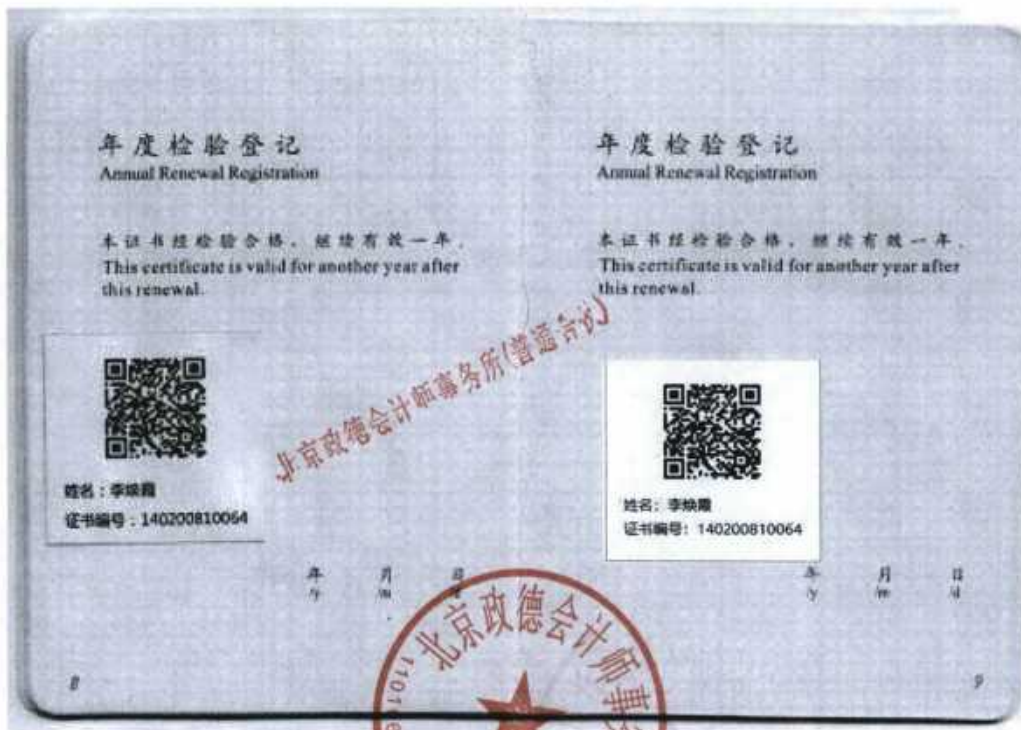 年度检验登记
Annual Renewal Registration
本证书经检验合格,继续有效一年.
This certificate is valid for another year after
this renewal.
姓名:李焕霞
证书编号:140200810064
年 月 日
/y /m /d
8
年度检验登记
Annual Renewal Registration
本证书经检验合格,继续有效一年.
This certificate is valid for another year after
this renewal.
姓名:李焕霞
证书编号:140200810064
年 月 日
/y /m /d
9
北京政德会计师事务所(普通合伙)
北京政德会计师事